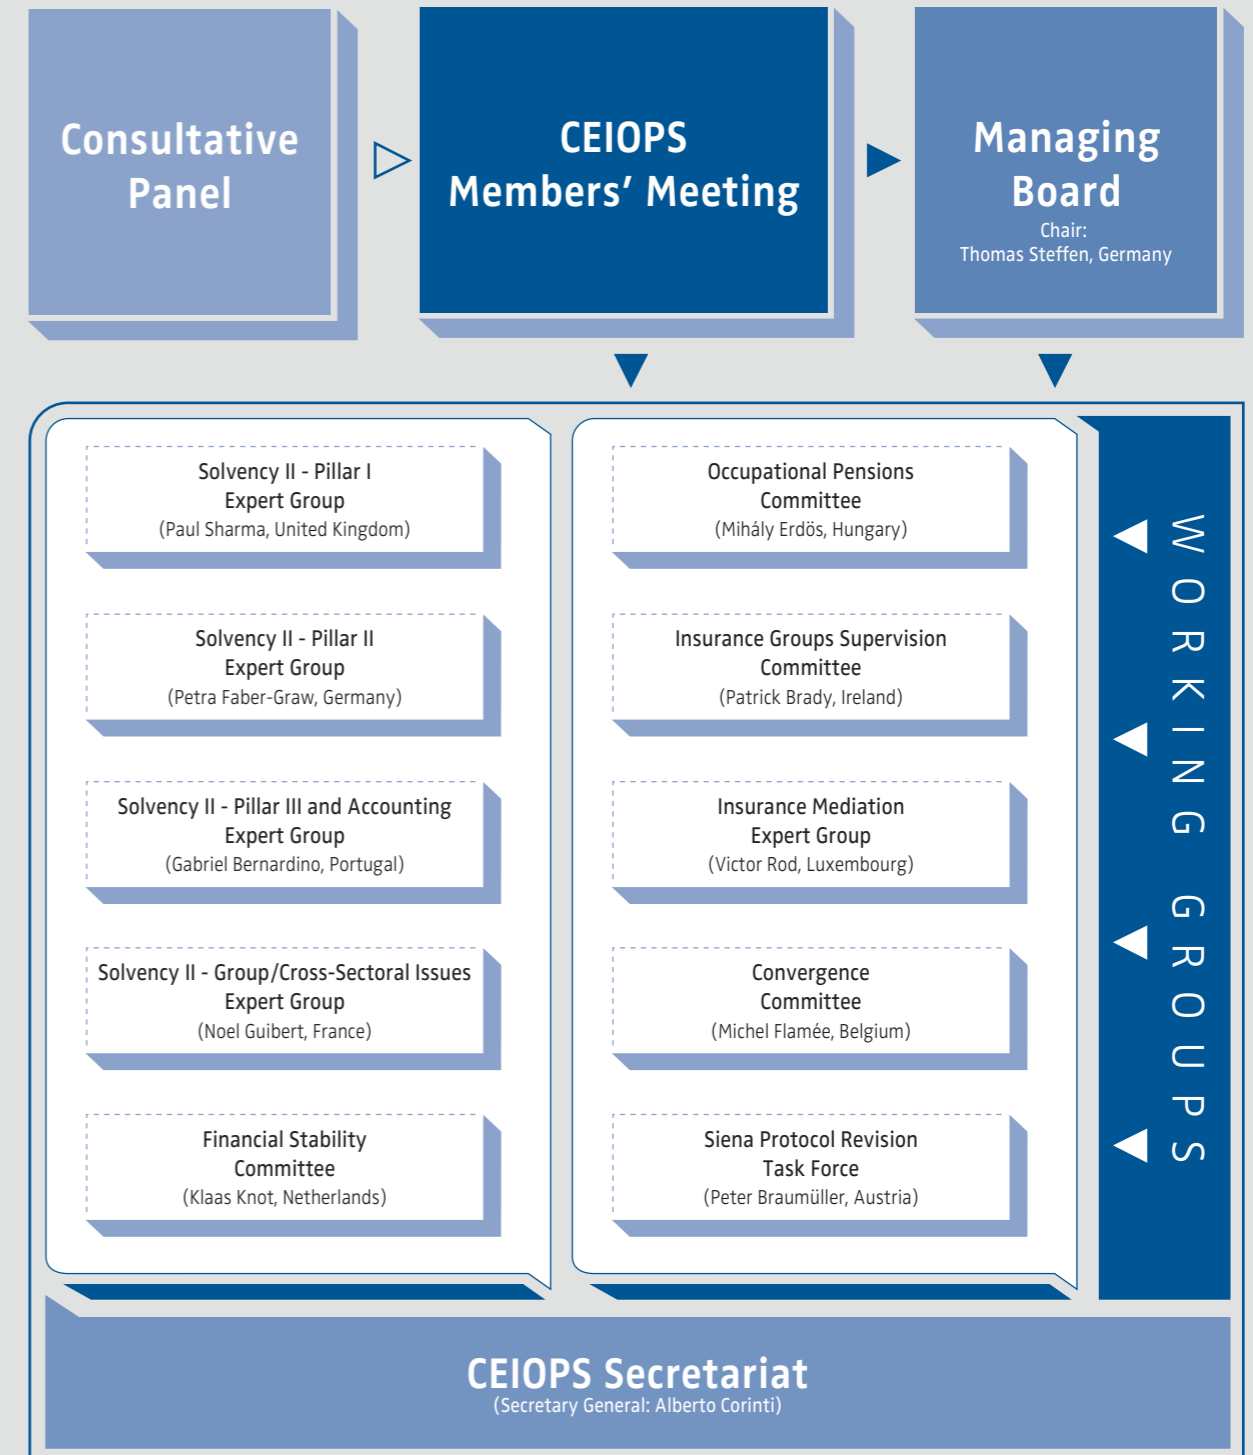 Consultative
Panel
CEIOPS
Members’ Meeting
Managing
Board
Chair:
Thomas Steffen, Germany
Solvency II - Pillar I
Expert Group
(Paul Sharma, United Kingdom)
Solvency II - Pillar II
Expert Group
(Petra Faber-Graw, Germany)
Solvency II - Pillar III and Accounting
Expert Group
(Gabriel Bernardino, Portugal)
Solvency II - Group/Cross-Sectoral Issues
Expert Group
(Noel Guibert, France)
Financial Stability
Committee
(Klaas Knot, Netherlands)
Occupational Pensions
Committee
(Mihály Erdös, Hungary)
Insurance Groups Supervision
Committee
(Patrick Brady, Ireland)
Insurance Mediation
Expert Group
(Victor Rod, Luxembourg)
Convergence
Committee
(Michel Flamée, Belgium)
Siena Protocol Revision
Task Force
(Peter Braumüller, Austria)
WORKING GROUPS
CEIOPS Secretariat
(Secretary General: Alberto Corinti)